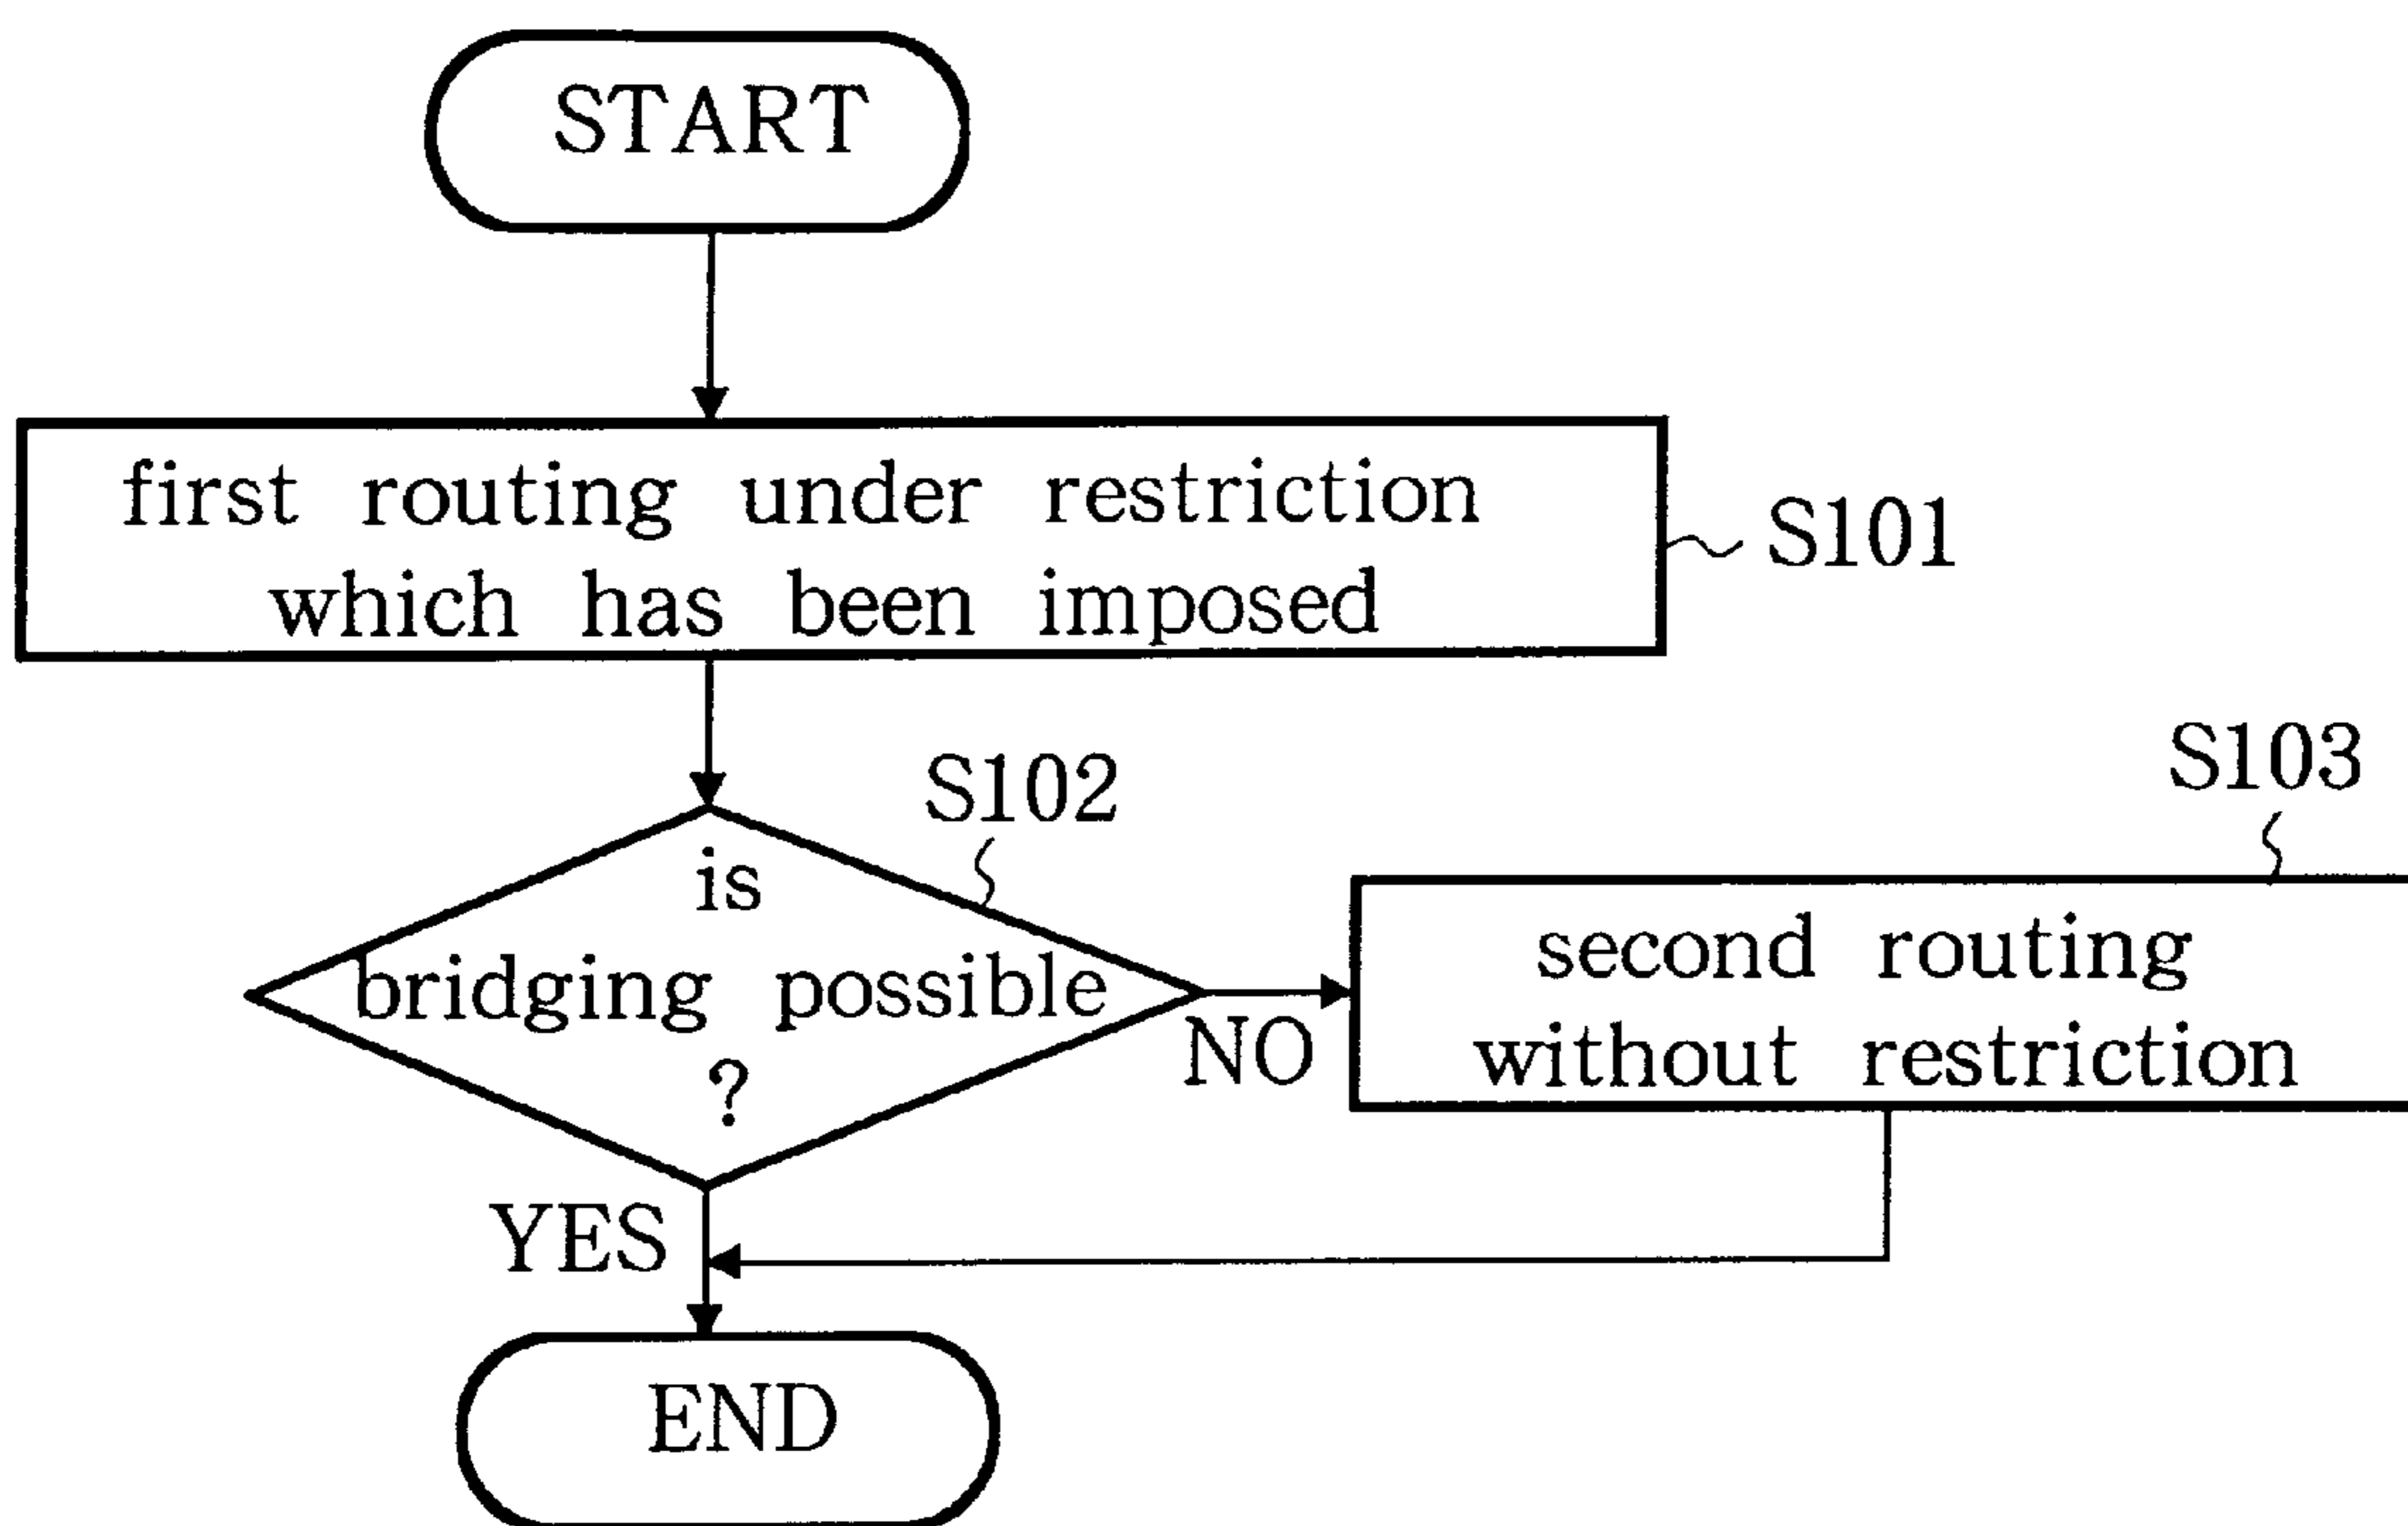 START
first routing under restriction
which has been imposed
S101
S102
S103
is
bridging possible
?
NO
second routing
without restriction
YES
END